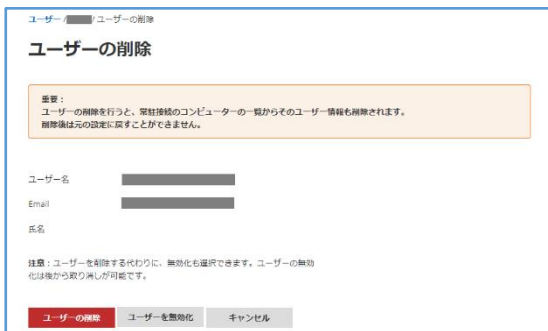 ユーザー / / ユーザーの削除
ユーザーの削除
重要：
ユーザーの削除を行うと、常駐接続のコンピューターの一覧からそのユーザー情報も削除されます。
削除後は元の設定に戻すことができません。
ユーザー名
Email
氏名
注意：ユーザーを削除する代わりに、無効化も選択できます。ユーザーの無効
化は後から取り消しが可能です。
ユーザーの削除 ユーザーを無効化 キャンセル